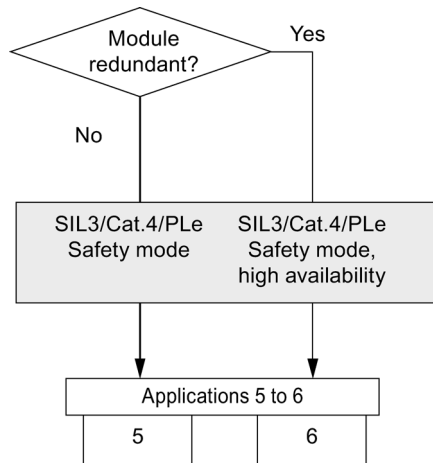 Module
redundant?
Yes
No
SIL3/Cat.4/PLe
Safety mode
SIL3/Cat.4/PLe
Safety mode,
high availability
Applications 5 to 6
5
6